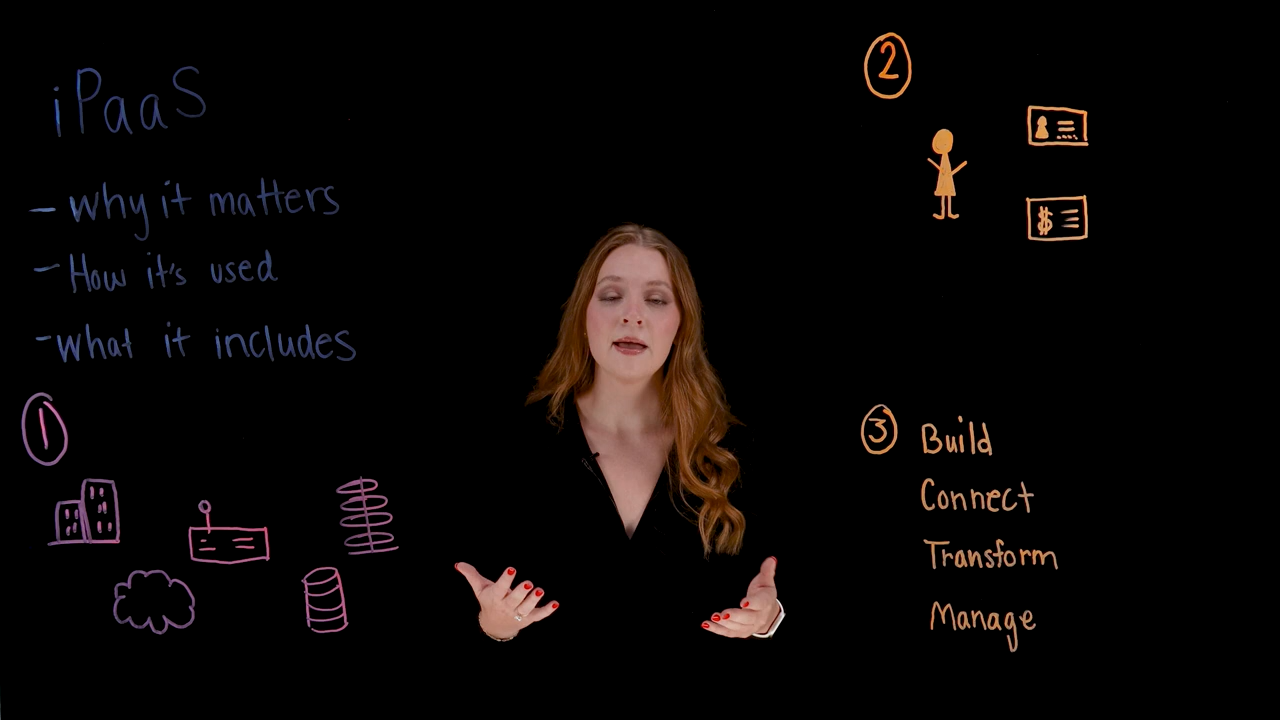 iPaaS
- Why it matters
- How it's used
- what it includes
1
2
$
3 Build
Connect
Transform
Manage